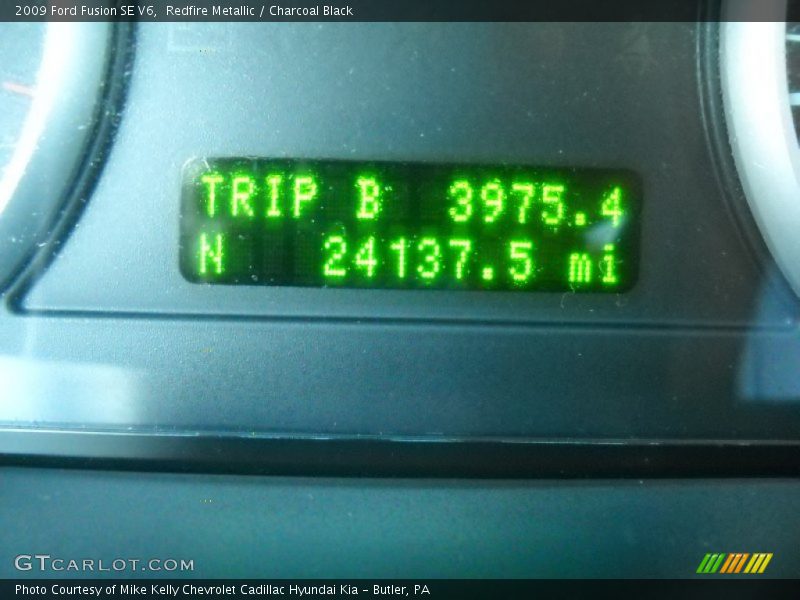 2009 Ford Fusion SE V6, Redfire Metallic / Charcoal Black
TRIP B 3975.4
N 24137.5 mi
GTCARLOT.COM
Photo Courtesy of Mike Kelly Chevrolet Cadillac Hyundai Kia - Butler, PA